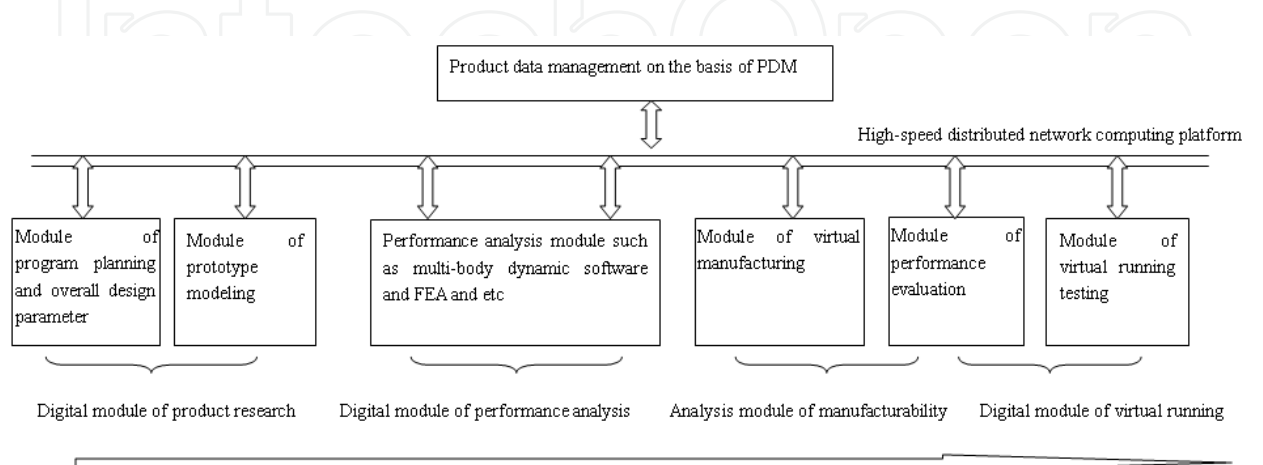 Product data management on the basis of PDM
High-speed distributed network computing platform
Module of
program planning
and overall design
parameter
Module of
prototype
modeling
Performance analysis module such
as multi-body dynamic software
and FEA and etc
Module of virtual
manufacturing
Module of
performance
evaluation
Module of
virtual running
testing
Digital module of product research
Digital module of performance analysis
Analysis module of manufacturability
Digital module of virtual running